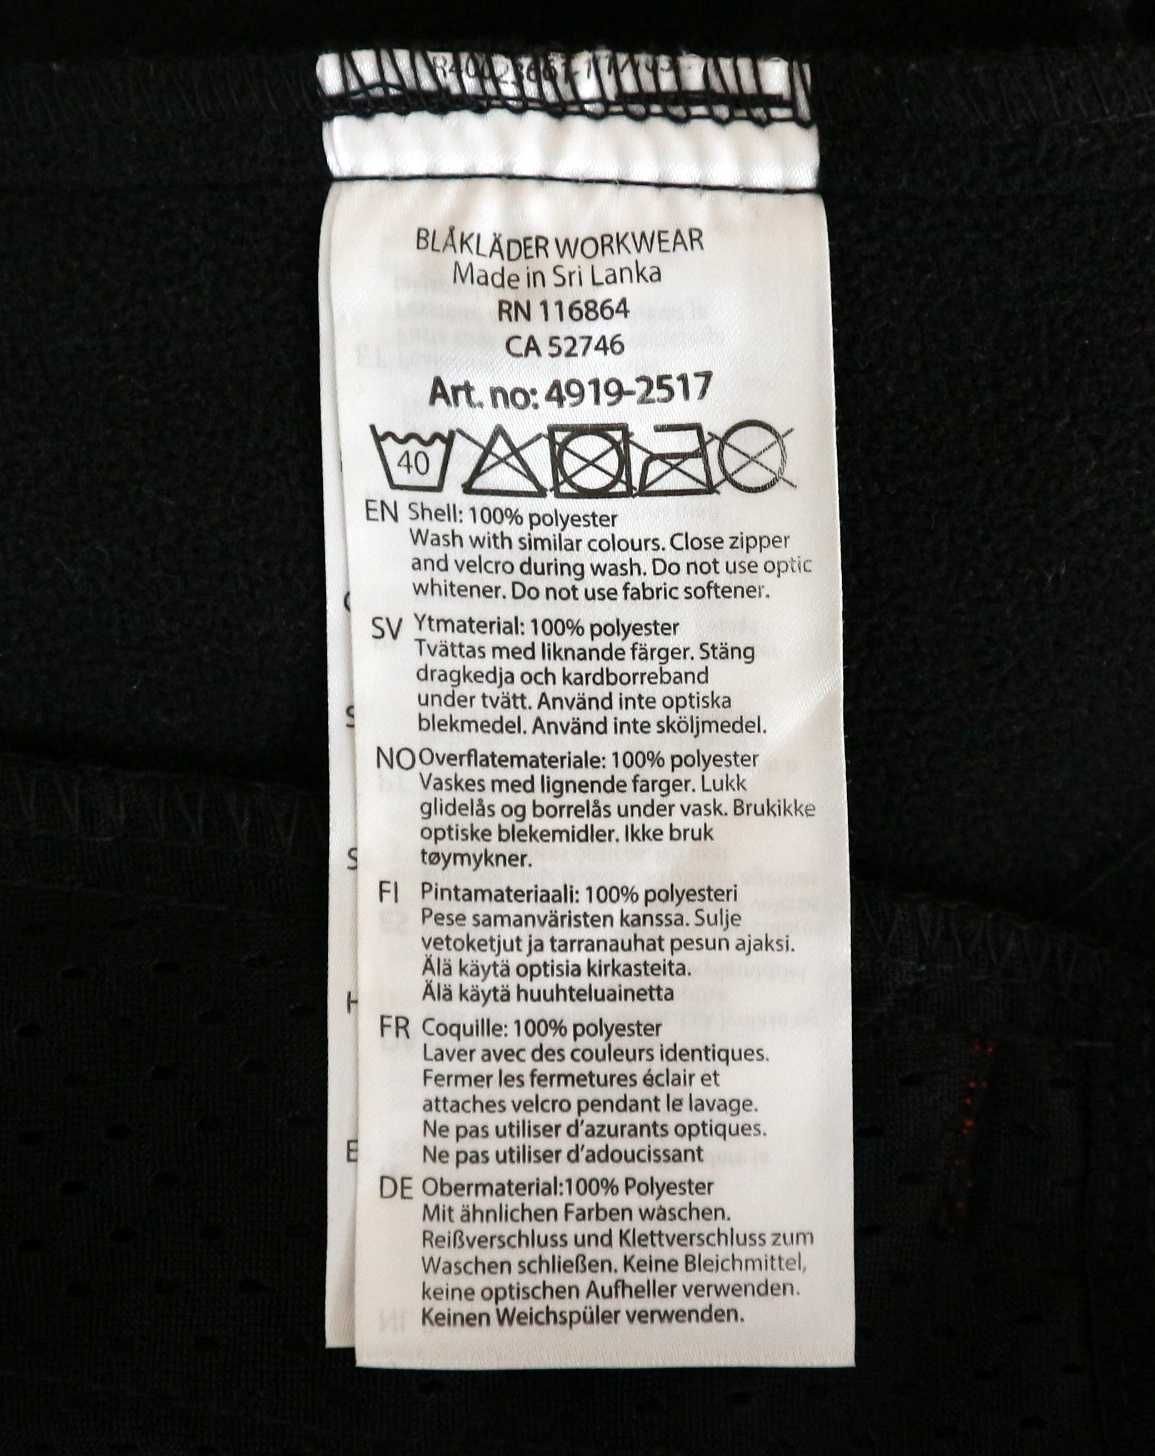 BLÅKLÄDER WORKWEAR
Made in Sri Lanka
RN 116864
CA 52746
Art. no: 4919-2517
40
EN Shell: 100% polyester
Wash with similar colours. Close zipper
and velcro during wash. Do not use optic
whitener. Do not use fabric softener.
SV Ytmaterial: 100% polyester
Tvättas med liknande färger. Stäng
dragkedja och kardborreband
under tvätt. Använd inte optiska
blekmedel. Använd inte sköljmedel.
NO Overflatemateriale: 100% polyester
Vaskes med lignende farger. Lukk
glidelås og borrelås under vask. Brukikke
optiske blekemidler. Ikke bruk
tøymykner.
FI Pintamateriaali: 100% polyesteri
Pese samanväristen kanssa. Sulje
vetoketjut ja tarranauhat pesun ajaksi.
Älä käytä optisia kirkasteita.
Älä käytä huuhteluainetta
FR Coquille: 100% polyester
Laver avec des couleurs identiques.
Fermer les fermetures éclair et
attaches velcro pendant le lavage.
Ne pas utiliser d'azurants optiques.
Ne pas utiliser d'adoucissant
DE Obermaterial:100% Polyester
Mit ähnlichen Farben waschen.
Reißverschluss und Klettverschluss zum
Waschen schließen. Keine Bleichmittel,
keine optischen Aufheller verwenden.
Keinen Weichspüler verwenden.